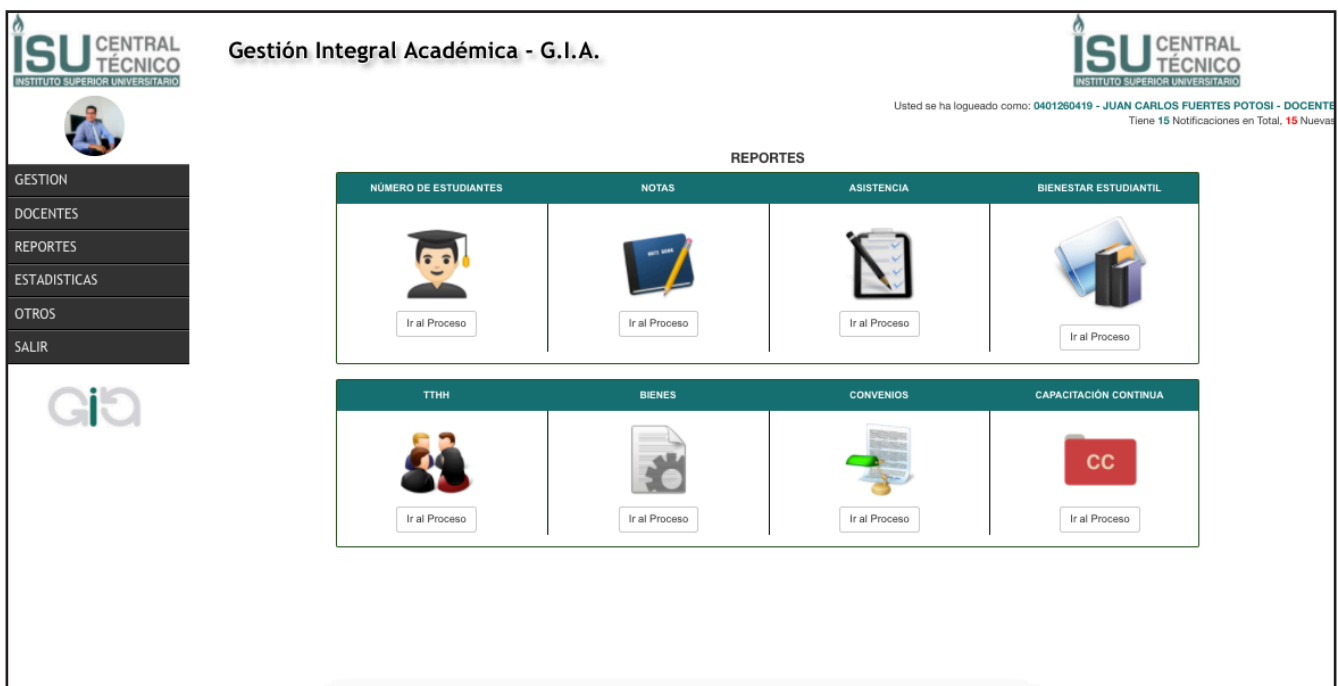 ISU CENTRAL TÉCNICO
INSTITUTO SUPERIOR UNIVERSITARIO
Gestión Integral Académica - G.I.A.
ISU CENTRAL TÉCNICO
INSTITUTO SUPERIOR UNIVERSITARIO
Usted se ha logueado como: 0401260419 - JUAN CARLOS FUERTES POTOSI - DOCENTE
Tiene 15 Notificaciones en Total, 15 Nuevas
GESTION
DOCENTES
REPORTES
ESTADISTICAS
OTROS
SALIR
GiA
REPORTES
NÚMERO DE ESTUDIANTES NOTAS ASISTENCIA BIENESTAR ESTUDIANTIL
NOTE BOOK
Ir al Proceso Ir al Proceso Ir al Proceso Ir al Proceso
TTHH BIENES CONVENIOS CAPACITACIÓN CONTINUA
CC
Ir al Proceso Ir al Proceso Ir al Proceso Ir al Proceso